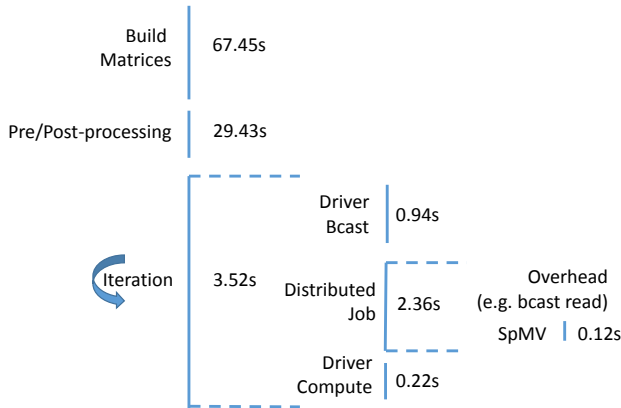 Build
Matrices
67.45s
Pre/Post-processing
29.43s
Iteration
3.52s
Driver
Bcast
0.94s
Distributed
Job
2.36s
Overhead
(e.g. bcast read)
SpMV
0.12s
Driver
Compute
0.22s